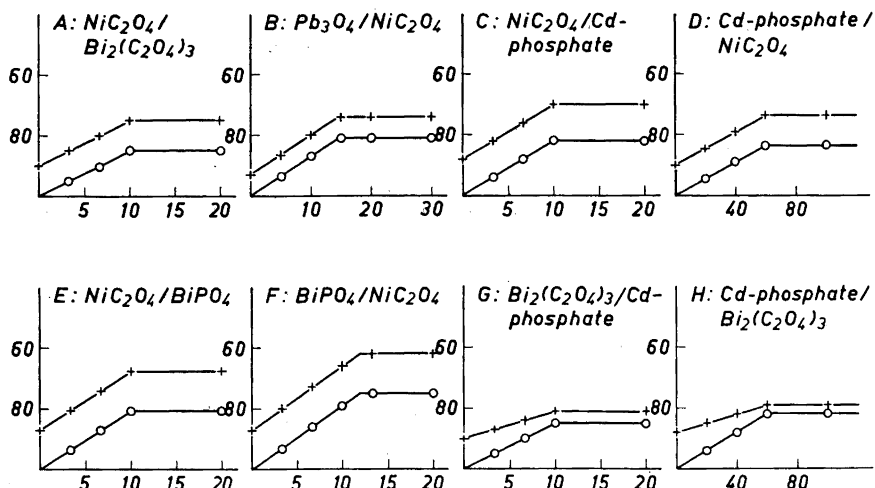 A: NiC2O4/
Bi2(C2O4)3
B: Pb3O4/NiC2O4
C: NiC2O4/Cd-
phosphate
D: Cd-phosphate/
NiC2O4
60
60
60
60
80
80
80
80
5 10 15 20
10 20 30
5 10 15 20
40 80
E: NiC2O4/BiPO4
F: BiPO4/NiC2O4
G: Bi2(C2O4)3/Cd-
phosphate
H: Cd-phosphate/
Bi2(C2O4)3
60
60
60
60
80
80
80
80
5 10 15 20
5 10 15 20
5 10 15 20
40 80